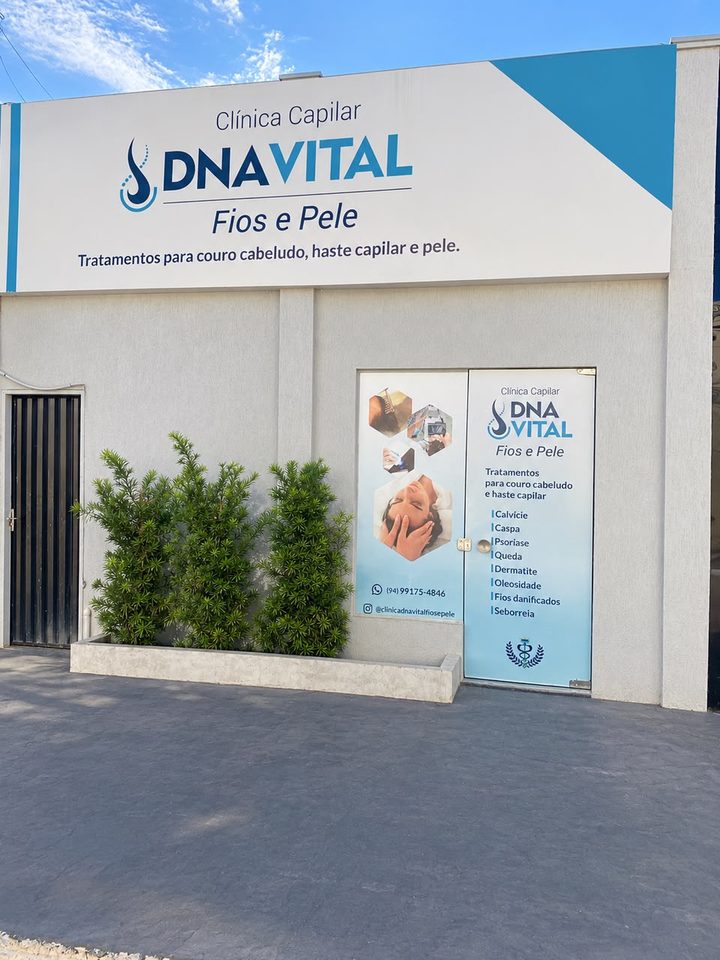 Clínica Capilar
DNAVITAL
Fios e Pele
Tratamentos para couro cabeludo, haste capilar e pele.
Clínica Capilar
DNA
VITAL
Fios e Pele
Tratamentos
para couro cabeludo
e haste capilar
Calvície
Caspa
Psoríase
Queda
Dermatite
Oleosidade
Fios danificados
Seborreia
(94) 99175-4846
@clinicadnavitalfiosepele